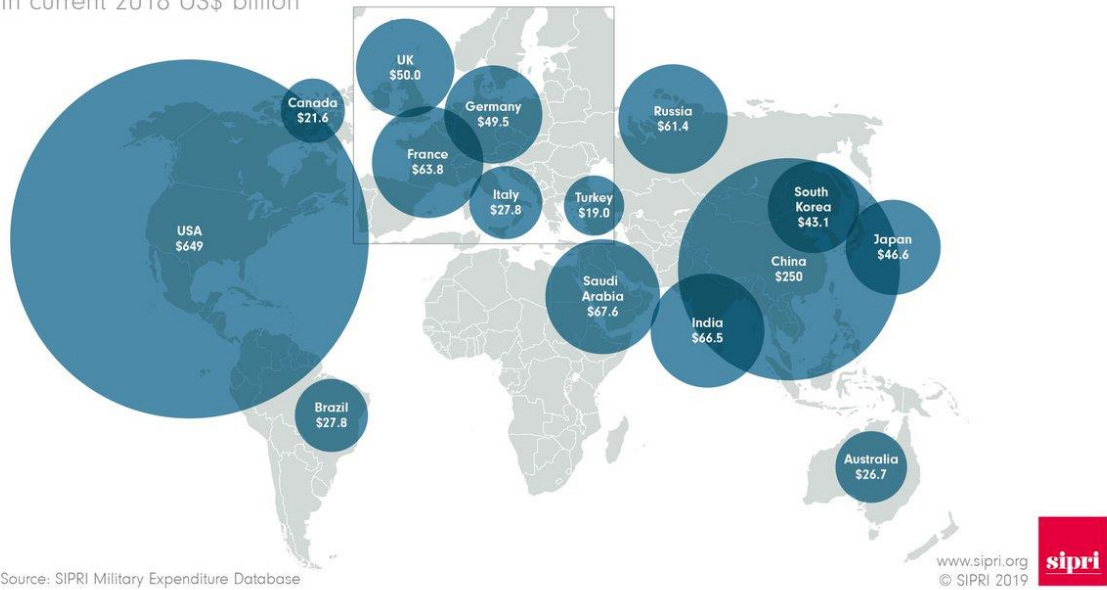 in current 2018 US$ billion
UK
$50.0
Canada
$21.6
Germany
$49.5
Russia
$61.4
France
$63.8
Italy
$27.8
Turkey
$19.0
South
Korea
$43.1
USA
$649
Japan
$46.6
China
$250
Saudi
Arabia
$67.6
India
$66.5
Brazil
$27.8
Australia
$26.7
www.sipri.org
© SIPRI 2019
sipri
Source: SIPRI Military Expenditure Database